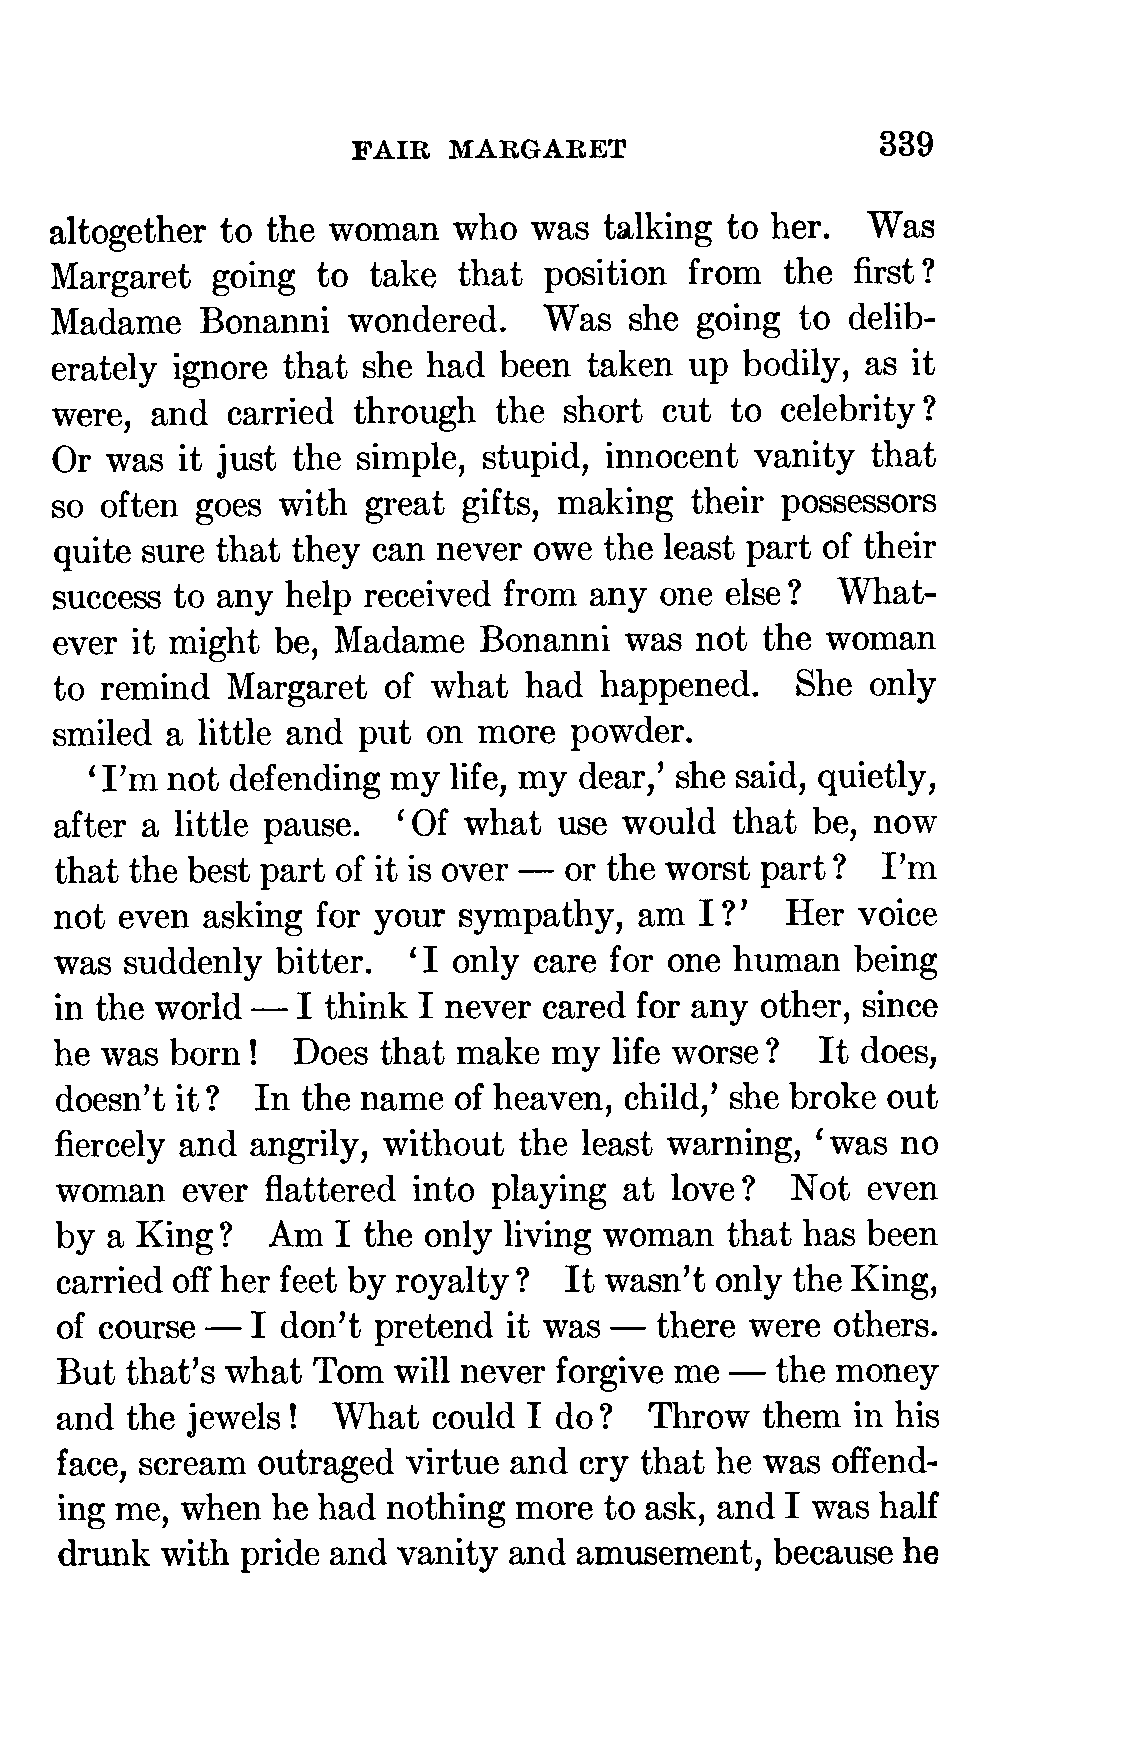 FAIR MARGARET 339
altogether to the woman who was talking to her. Was
Margaret going to take that position from the first?
Madame Bonanni wondered. Was she going to delib-
erately ignore that she had been taken up bodily, as it
were, and carried through the short cut to celebrity?
Or was it just the simple, stupid, innocent vanity that
so often goes with great gifts, making their possessors
quite sure that they can never owe the least part of their
success to any help received from any one else? What-
ever it might be, Madame Bonanni was not the woman
to remind Margaret of what had happened. She only
smiled a little and put on more powder.
'I'm not defending my life, my dear,' she said, quietly,
after a little pause. 'Of what use would that be, now
that the best part of it is over — or the worst part? I'm
not even asking for your sympathy, am I?' Her voice
was suddenly bitter. 'I only care for one human being
in the world — I think I never cared for any other, since
he was born! Does that make my life worse? It does,
doesn't it? In the name of heaven, child,' she broke out
fiercely and angrily, without the least warning, 'was no
woman ever flattered into playing at love? Not even
by a King? Am I the only living woman that has been
carried off her feet by royalty? It wasn't only the King,
of course — I don't pretend it was — there were others.
But that's what Tom will never forgive me — the money
and the jewels! What could I do? Throw them in his
face, scream outraged virtue and cry that he was offend-
ing me, when he had nothing more to ask, and I was half
drunk with pride and vanity and amusement, because he